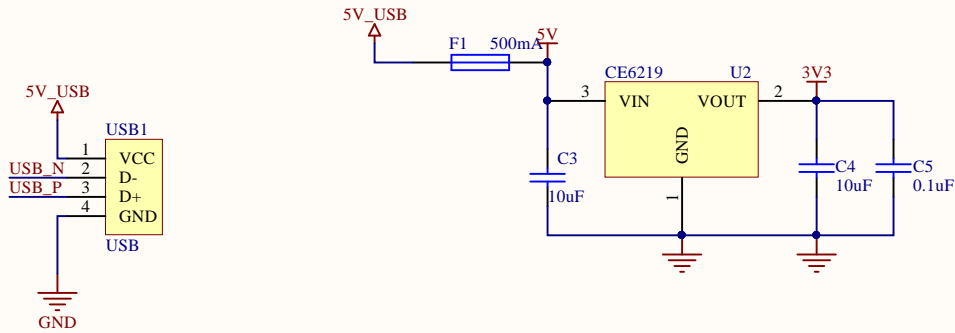 5V_USB
F1 500mA
5V
CE6219 U2
3 VIN VOUT 2
3V3
GND
1
C3
10uF
C4
10uF
C5
0.1uF
5V_USB
USB1
1 VCC
USB_N 2 D-
USB_P 3 D+
4 GND
USB
GND